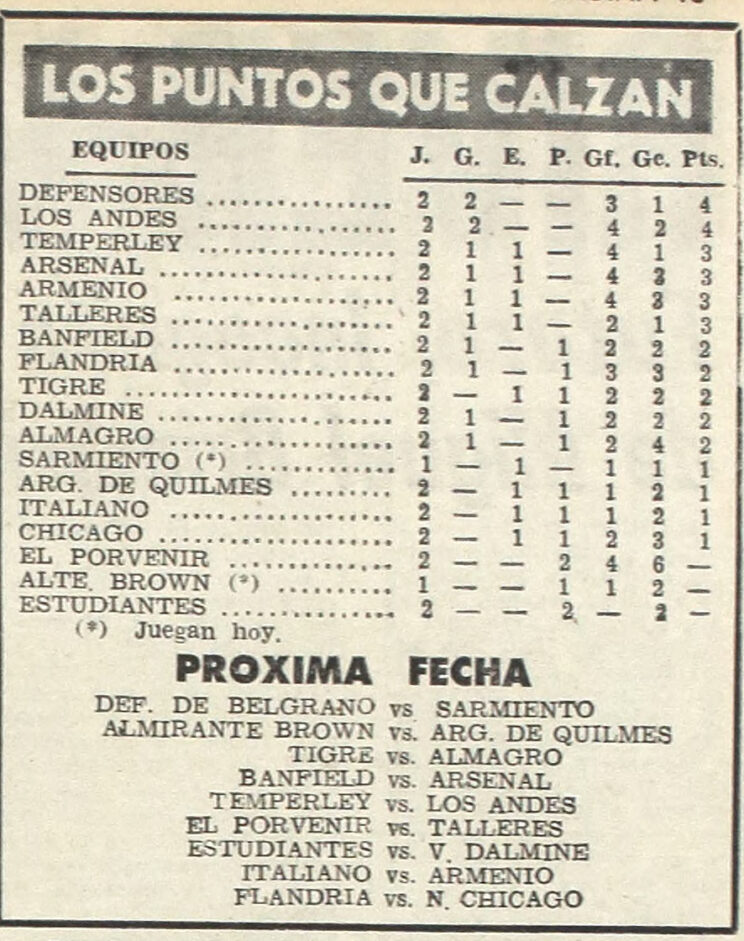 LOS PUNTOS QUE CALZAN
EQUIPOS J. G. E. P. Gf. Gc. Pts.
DEFENSORES ................ 2 2 — — 3 1 4
LOS ANDES ................ 2 2 — — 4 2 4
TEMPERLEY ................ 2 1 1 — 4 1 3
ARSENAL ................ 2 1 1 — 4 3 3
ARMENIO ................ 2 1 1 — 4 3 3
TALLERES ................ 2 1 1 — 2 1 3
BANFIELD ................ 2 1 — 1 2 2 2
FLANDRIA ................ 2 1 — 1 3 3 2
TIGRE ................ 2 — 1 1 2 2 2
DALMINE ................ 2 1 — 1 2 2 2
ALMAGRO ................ 2 1 — 1 2 4 2
SARMIENTO (*) ............ 1 — 1 — 1 1 1
ARG. DE QUILMES ......... 2 — 1 1 1 2 1
ITALIANO ................ 2 — 1 1 1 2 1
CHICAGO ................ 2 — 1 1 2 3 1
EL PORVENIR ............ 2 — — 2 4 6 —
ALTE. BROWN (*) .......... 1 — — 1 1 2 —
ESTUDIANTES ............ 2 — — 2 — 2 —
(*) Juegan hoy.
PROXIMA FECHA
DEF. DE BELGRANO vs SARMIENTO
ALMIRANTE BROWN vs. ARG. DE QUILMES
TIGRE vs. ALMAGRO
BANFIELD vs. ARSENAL
TEMPERLEY vs. LOS ANDES
EL PORVENIR vs. TALLERES
ESTUDIANTES vs. V. DALMINE
ITALIANO vs. ARMENIO
FLANDRIA vs. N. CHICAGO